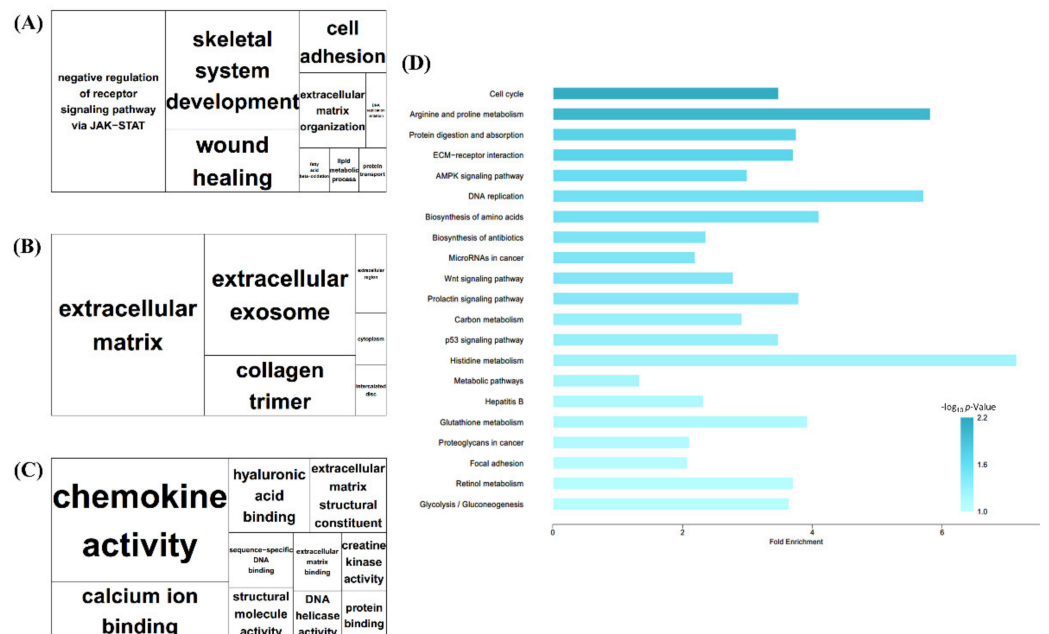 (A)
negative regulation
of receptor
signaling pathway
via JAK−STAT
skeletal
system
development
wound
healing
cell
adhesion
extracellular
matrix
organization
DNA
fatty
acid
beta−oxidation
lipid
metabolic
process
protein
transport
(B)
extracellular
matrix
extracellular
exosome
collagen
trimer
extracellular
region
cytoplasm
intercalated
disc
(C)
chemokine
activity
calcium ion
binding
hyaluronic
acid
binding
extracellular
matrix
structural
constituent
sequence−specific
DNA
binding
extracellular
matrix
binding
creatine
kinase
activity
structural
molecule
activity
DNA
helicase
activity
protein
binding
(D)
Cell cycle
Arginine and proline metabolism
Protein digestion and absorption
ECM−receptor interaction
AMPK signaling pathway
DNA replication
Biosynthesis of amino acids
Biosynthesis of antibiotics
MicroRNAs in cancer
Wnt signaling pathway
Prolactin signaling pathway
Carbon metabolism
p53 signaling pathway
Histidine metabolism
Metabolic pathways
Hepatitis B
Glutathione metabolism
Proteoglycans in cancer
Focal adhesion
Retinol metabolism
Glycolysis / Gluconeogenesis
0 2 4 6
Fold Enrichment
-log10 p-Value
2.2
1.6
1.0